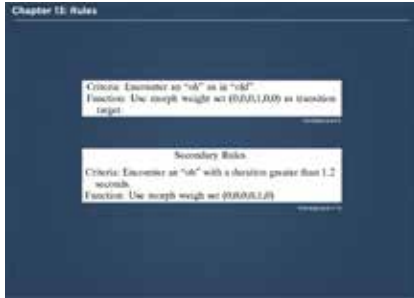 Chapter 13: Rules
Criteria: Encounter an "oh" as in "old"
Function: Use morph weight set (0,0,0,1,0,0) as transition
target.
Secondary Rules
Criteria: Encounter an "oh" with a duration greater than 1.2
seconds.
Function: Use morph weigh set (0,0,0,0,1,0)